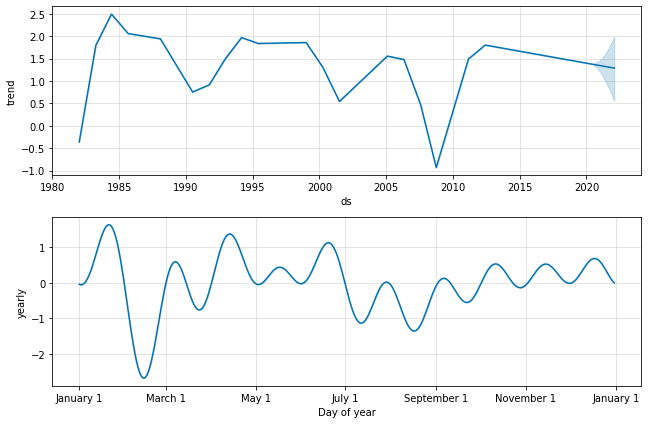 2.5
2.0
1.5
1.0
0.5
0.0
−0.5
−1.0
trend
1980 1985 1990 1995 2000 2005 2010 2015 2020
ds
1
0
−1
−2
yearly
January 1 March 1 May 1 July 1 September 1 November 1 January 1
Day of year